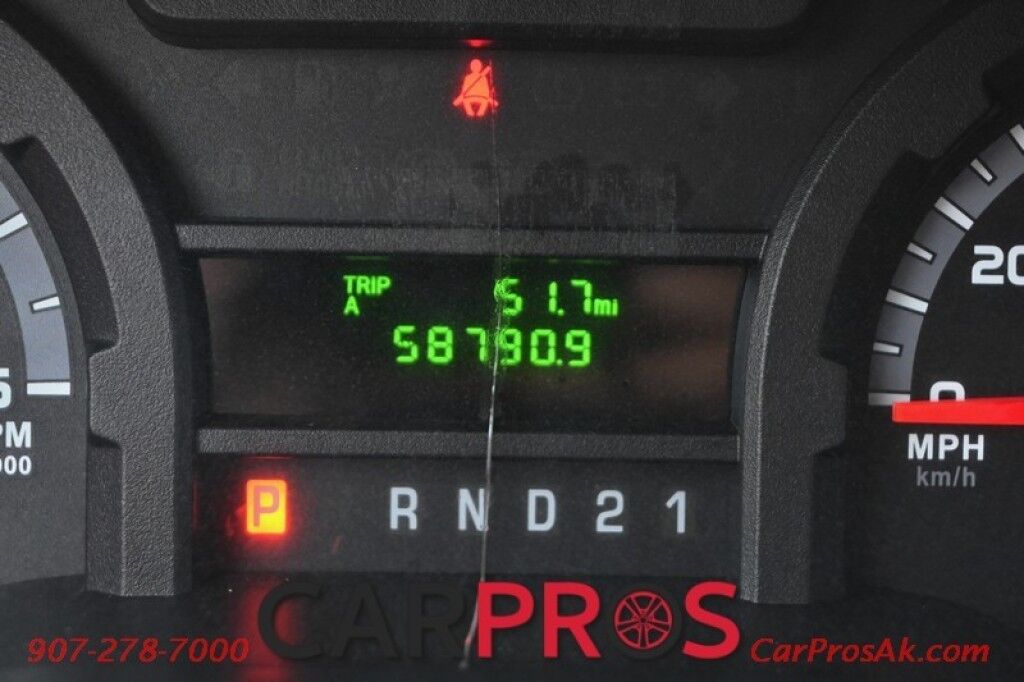 TRIP
A
51.7mi
58790.9
5
PM
000
20
0
MPH
km/h
P R N D 2 1
CARPROS
907-278-7000
CarProsAk.com